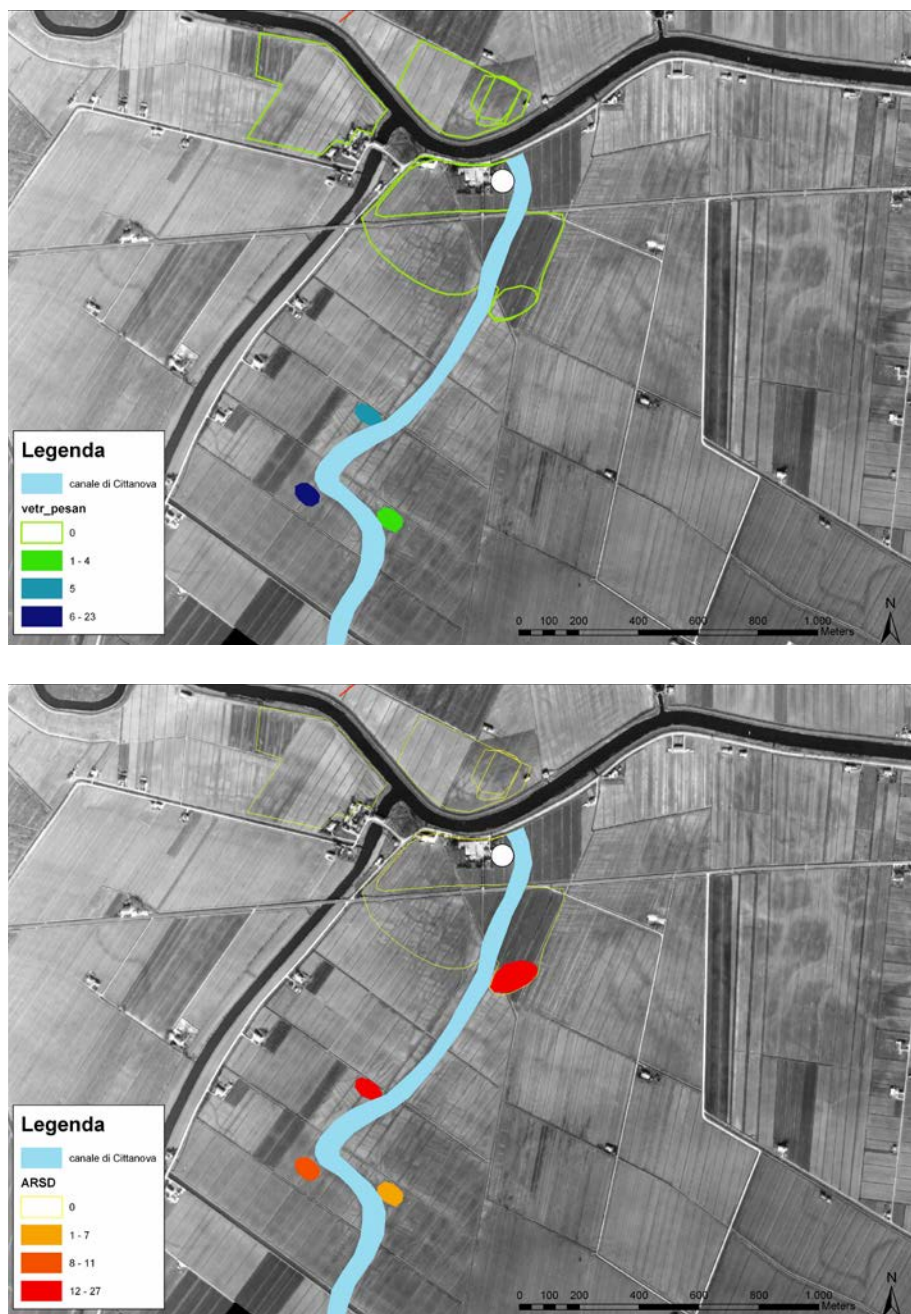 Legenda
canale di Cittanova
vetr_pesan
0
1 - 4
5
6 - 23
N
0 100 200 400 600 800 1.000
Meters
Legenda
canale di Cittanova
ARSD
0
1 - 7
8 - 11
12 - 27
N
0 100 200 400 600 800 1.000
Meters